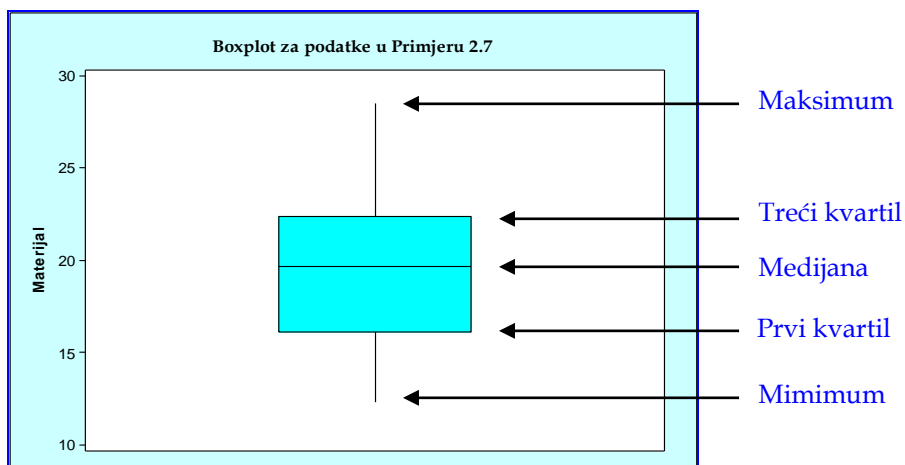 Boxplot za podatke u Primjeru 2.7
30
Maksimum
25
Treći kvartil
Materijal
20
Medijana
Prvi kvartil
15
Mimimum
10